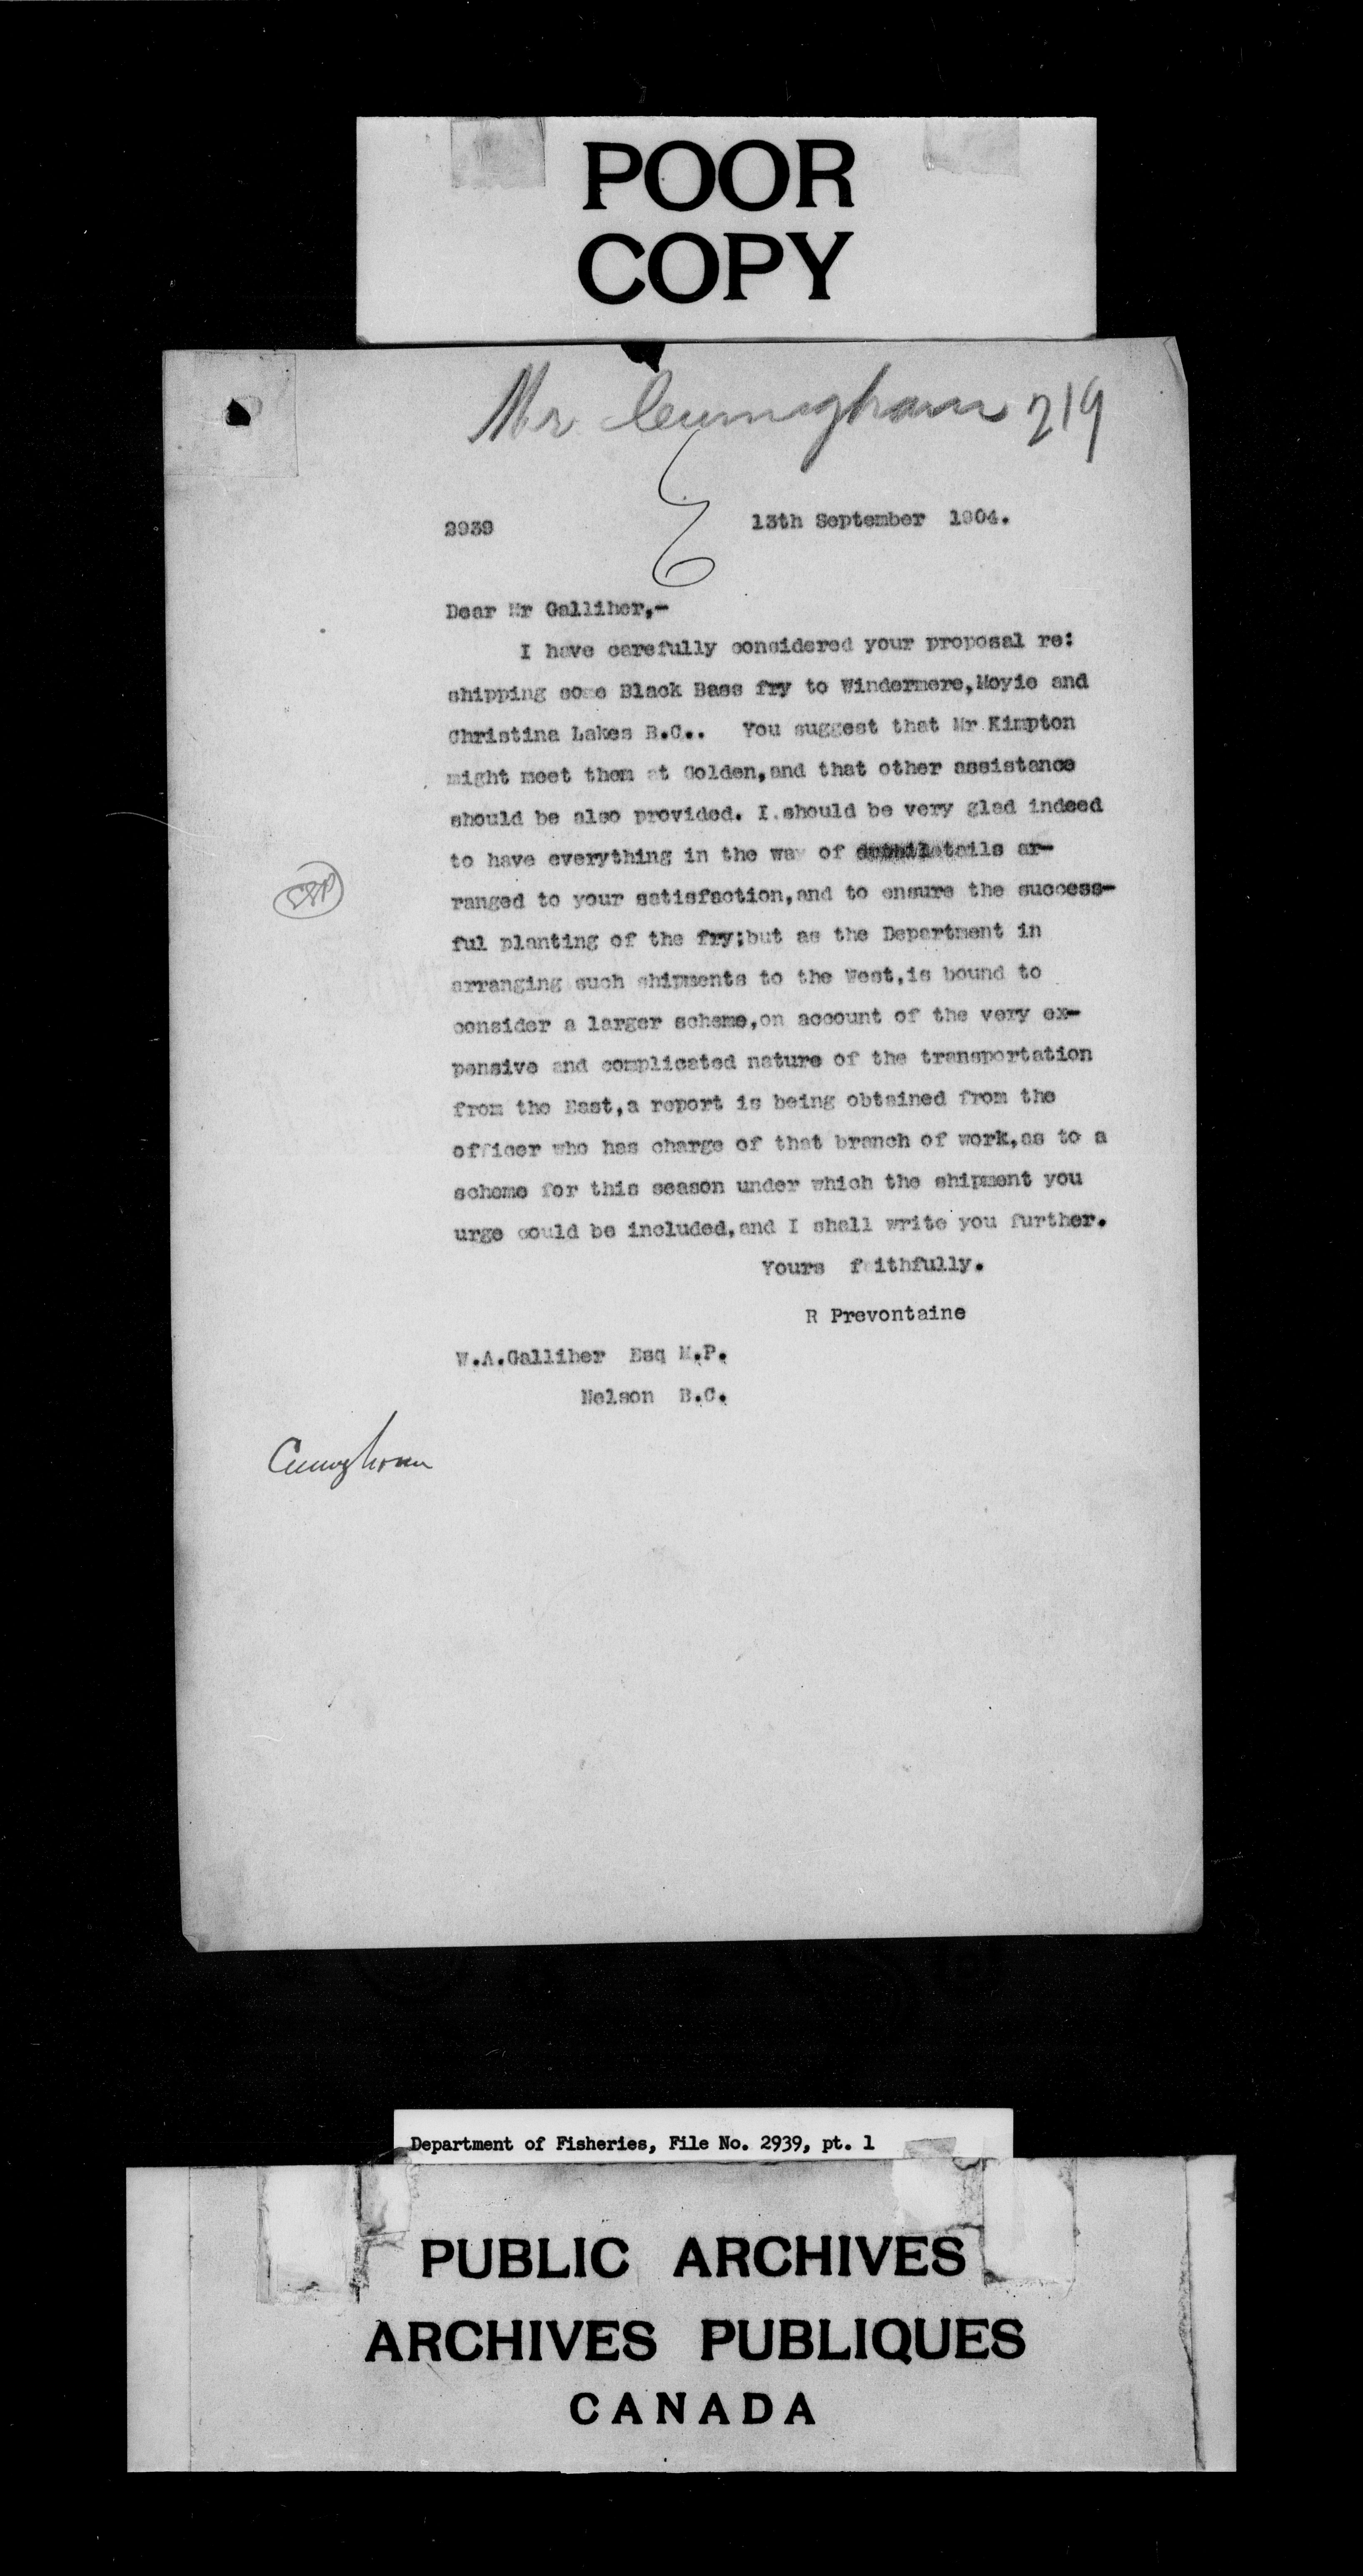 POOR
COPY
Mr. Cunningham 219
2939
13th September 1904.
Dear Mr Galliher,-
I have carefully considered your proposal re:
shipping some Black Bass fry to Windermere,Moyie and
Christina Lakes B.C.. You suggest that Mr Kimpton
might meet them at Golden,and that other assistance
should be also provided. I.should be very glad indeed
to have everything in the way of details ar-
ranged to your satisfaction,and to ensure the success-
ful planting of the fry;but as the Department in
arranging such shipments to the West,is bound to
consider a larger scheme,on account of the very ex-
pensive and complicated nature of the transportation
from the East,a report is being obtained from the
officer who has charge of that branch of work,as to a
scheme for this season under which the shipment you
urge could be included,and I shall write you further.
Yours faithfully.
R Prevontaine
W.A.Galliher Esq M.P.
Nelson B.C.
Cunningham
Department of Fisheries, File No. 2939, pt. 1
PUBLIC ARCHIVES
ARCHIVES PUBLIQUES
CANADA